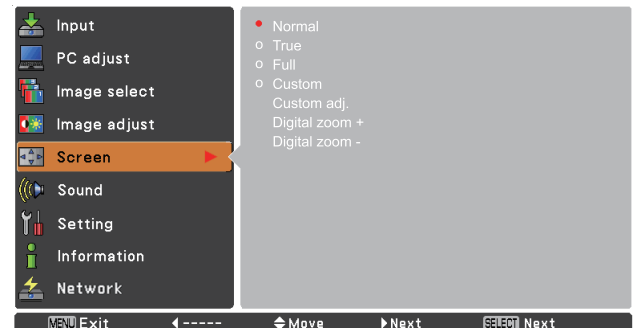 Input
PC adjust
Image select
Image adjust
Screen
Sound
Setting
Information
Network
Normal
True
Full
Custom
Custom adj.
Digital zoom +
Digital zoom -
MENU Exit ----- Move Next SELECT Next